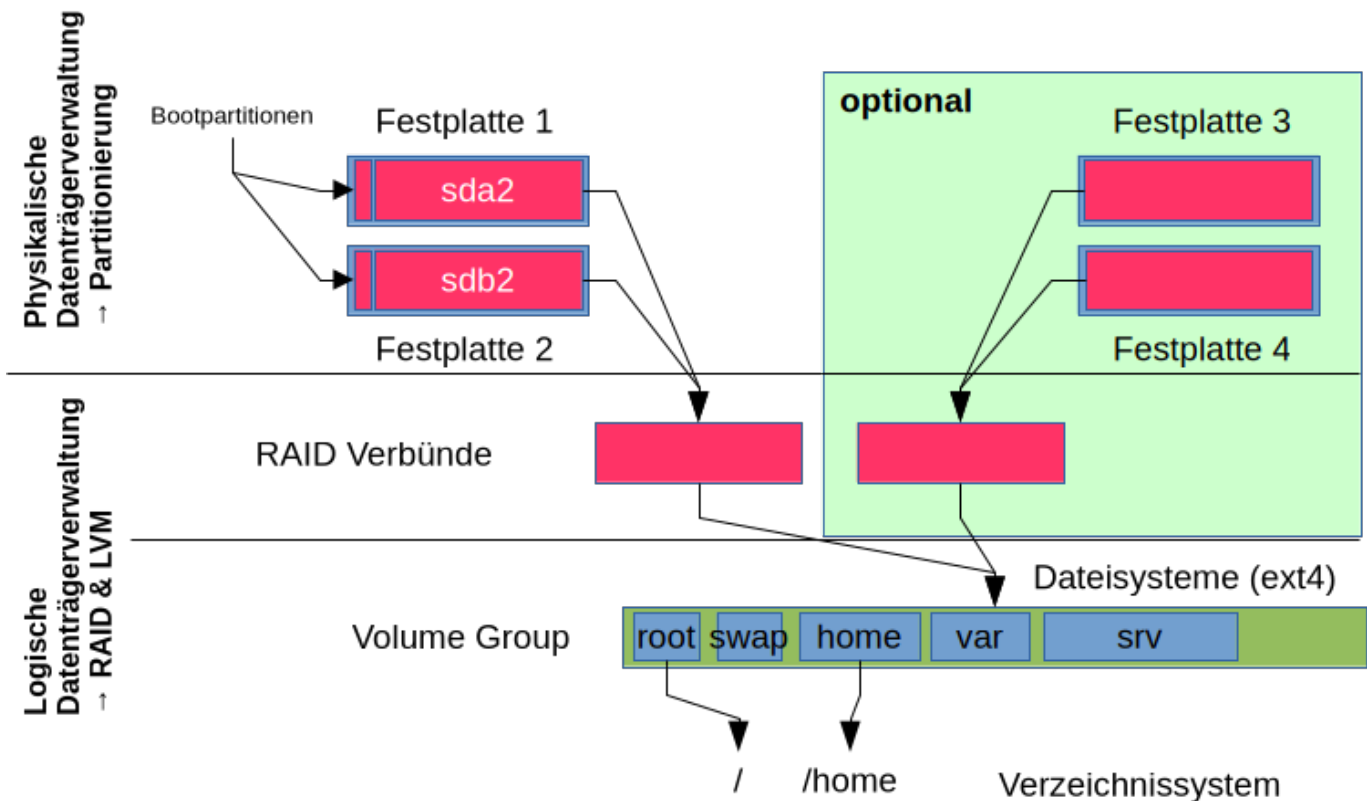 Physikalische
Datenträgerverwaltung
→ Partitionierung
optional
Bootpartitionen
Festplatte 1
Festplatte 3
sda2
sdb2
Festplatte 2
Festplatte 4
Logische
Datenträgerverwaltung
→ RAID & LVM
RAID Verbünde
Dateisysteme (ext4)
Volume Group
root
swap
home
var
srv
/
/home
Verzeichnissystem